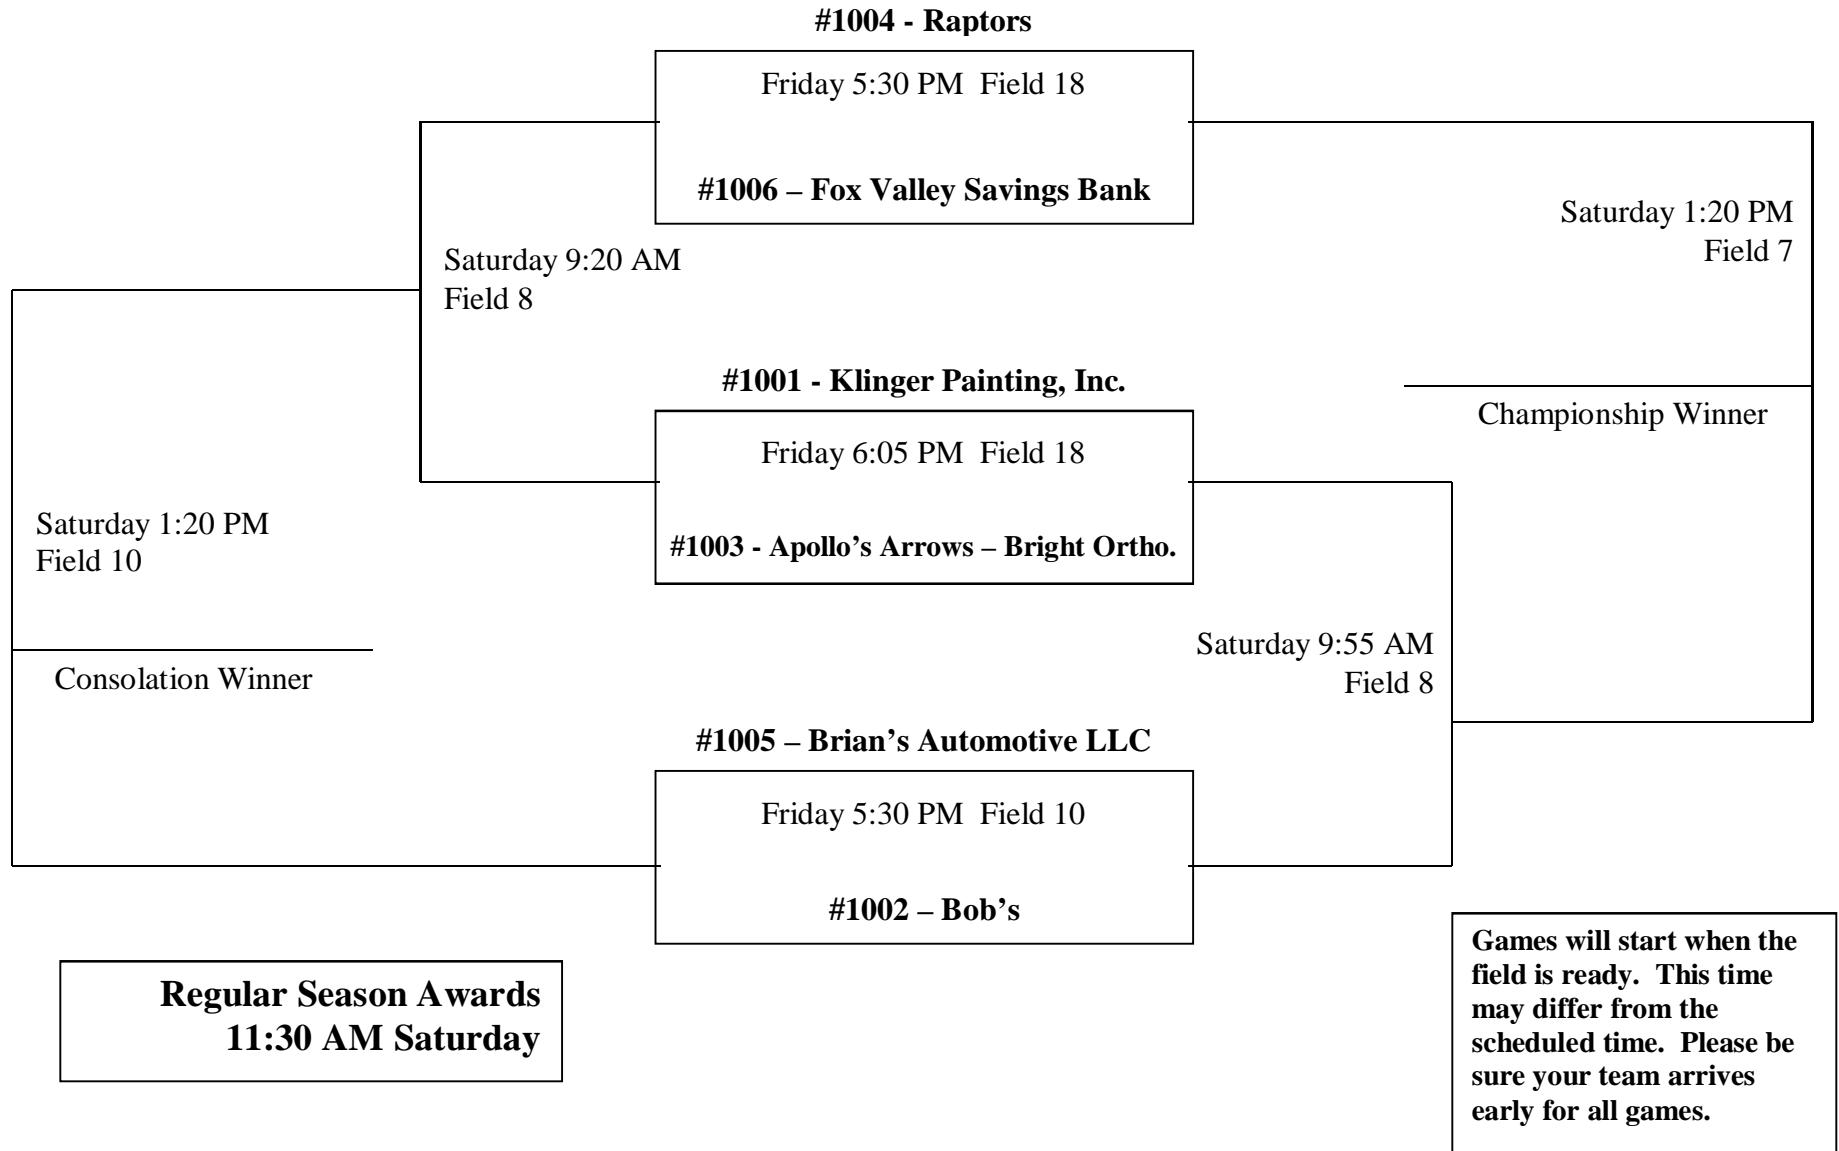 #1004 - Raptors
Friday 5:30 PM  Field 18
#1006 – Fox Valley Savings Bank
Saturday 1:20 PM
Field 7
Saturday 9:20 AM
Field 8
#1001 - Klinger Painting, Inc.
Championship Winner
Friday 6:05 PM  Field 18
Saturday 1:20 PM
Field 10
#1003 - Apollo’s Arrows – Bright Ortho.
Saturday 9:55 AM
Field 8
Consolation Winner
#1005 – Brian’s Automotive LLC
Friday 5:30 PM  Field 10
#1002 – Bob’s
Regular Season Awards
11:30 AM Saturday
Games will start when the
field is ready.  This time
may differ from the
scheduled time.  Please be
sure your team arrives
early for all games.